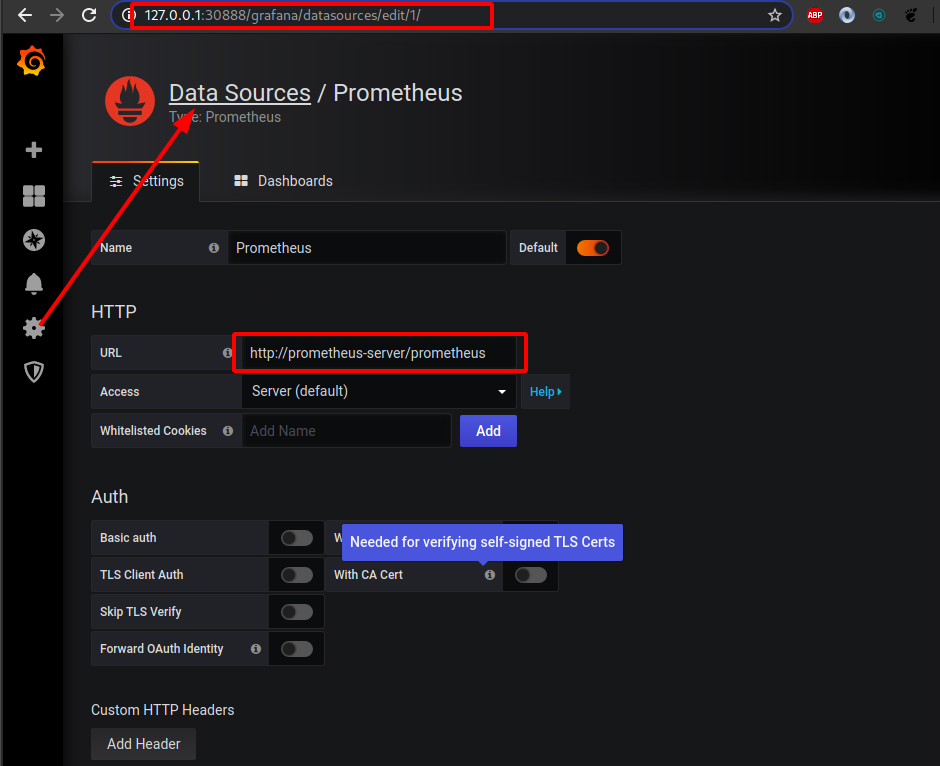 127.0.0.1:30888/grafana/datasources/edit/1/
ABP
Data Sources / Prometheus
Type: Prometheus
Settings
Dashboards
Name
Prometheus
Default
HTTP
URL
http://prometheus-server/prometheus
Access
Server (default)
Help
Whitelisted Cookies
Add Name
Add
Auth
Basic auth
W
Needed for verifying self-signed TLS Certs
TLS Client Auth
With CA Cert
Skip TLS Verify
Forward OAuth Identity
Custom HTTP Headers
Add Header